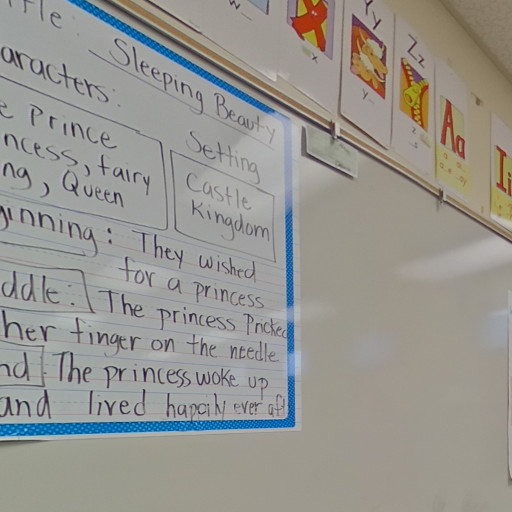 itle: Sleeping Beauty
aracters:
Setting
e Prince
ncess, fairy
ng, Queen
Castle
Kingdom
ginning: They wished
for a princess
ddle: The princess Pricked
her finger on the needle
nd The princess woke up
and lived happily ever aft
W
x
Yy
y
Zz
z
Aa
Ii